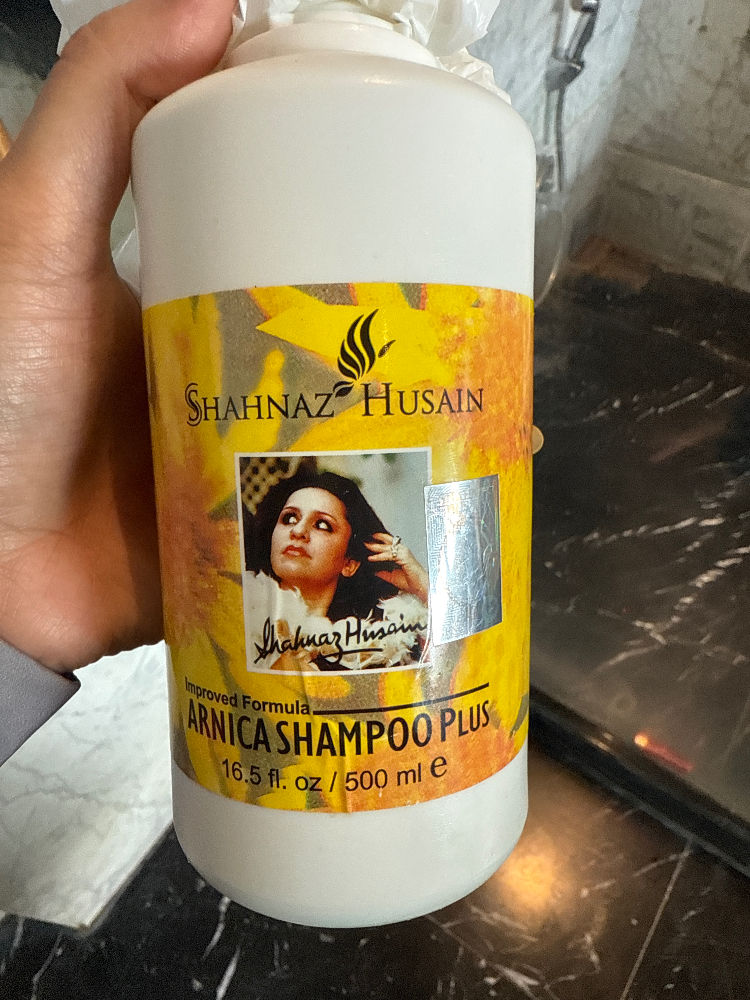 SHAHNAZ HUSAIN
Shahnaz Husain
Improved Formula
ARNICA SHAMPOO PLUS
16.5 fl. oz / 500 ml e